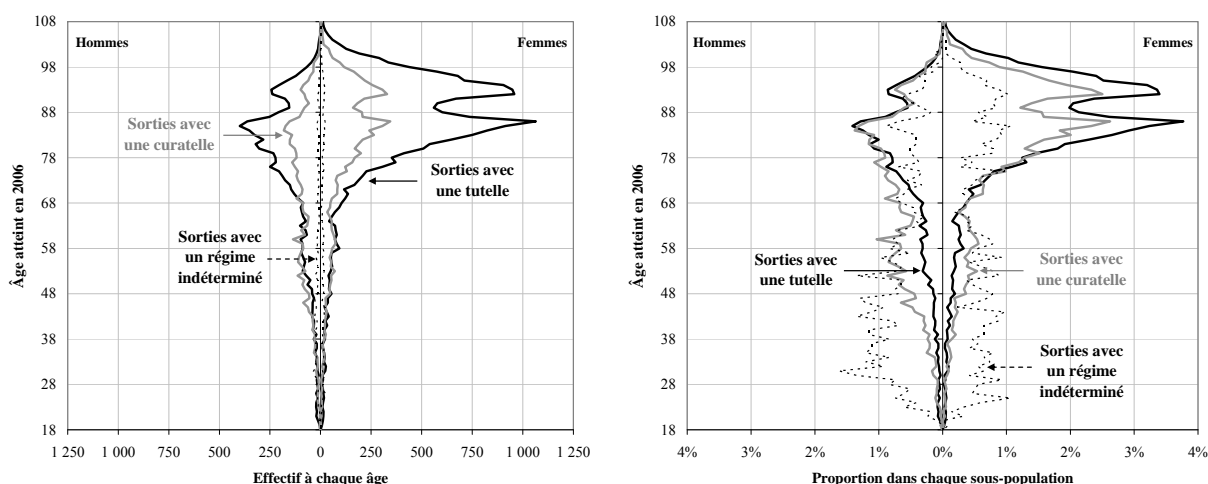 Hommes
Femmes
Sorties avec
une curatelle
Sorties avec
une tutelle
Sorties avec
un régime
indéterminé
Âge atteint en 2006
108
98
88
78
68
58
48
38
28
18
1 250
1 000
750
500
250
0
250
500
750
1 000
1 250
Effectif à chaque âge
Hommes
Femmes
Sorties avec
une tutelle
Sorties avec
une curatelle
Sorties avec
un régime
indéterminé
Âge atteint en 2006
108
98
88
78
68
58
48
38
28
18
4%
3%
2%
1%
0%
1%
2%
3%
4%
Proportion dans chaque sous-population